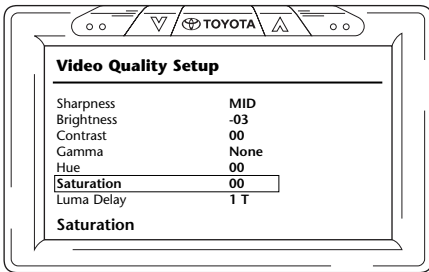 TOYOTA
Video Quality Setup
Sharpness MID
Brightness -03
Contrast 00
Gamma None
Hue 00
Saturation 00
Luma Delay 1 T
Saturation